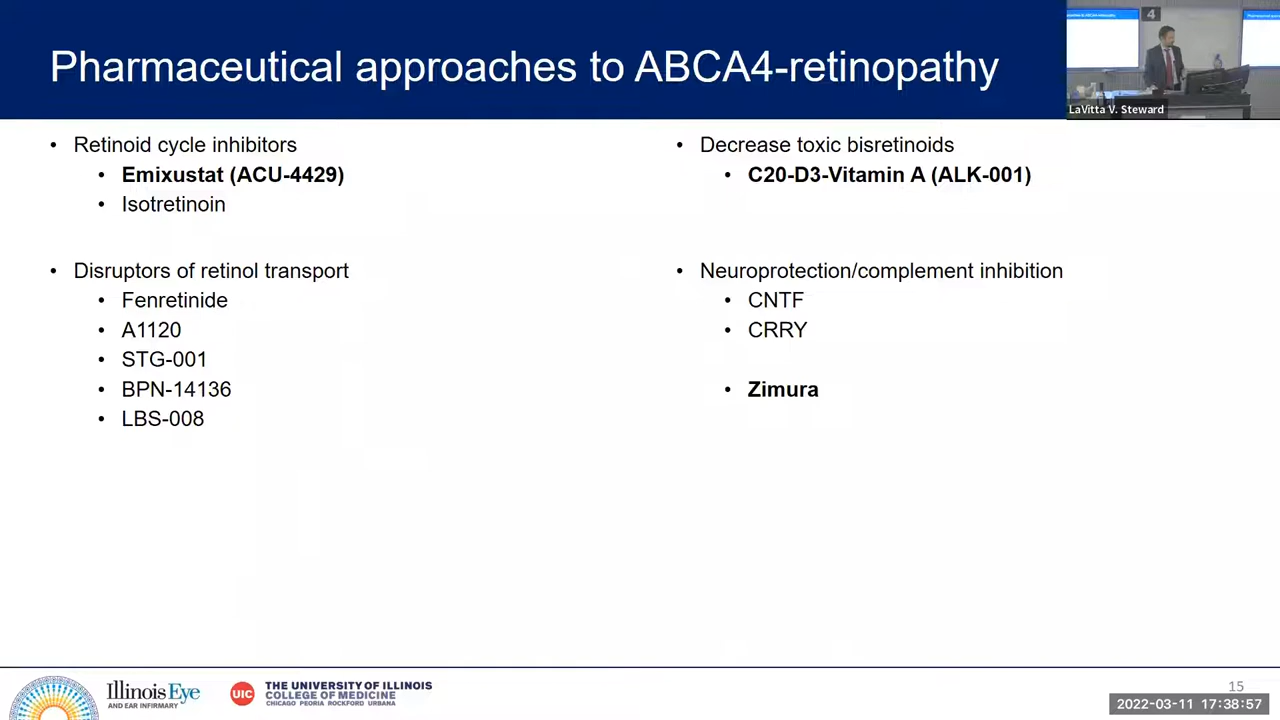 Pharmaceutical approaches to ABCA4-retinopathy
4
LaVitta V. Steward
• Retinoid cycle inhibitors
• Emixustat (ACU-4429)
• Isotretinoin
• Disruptors of retinol transport
• Fenretinide
• A1120
• STG-001
• BPN-14136
• LBS-008
• Decrease toxic bisretinoids
• C20-D3-Vitamin A (ALK-001)
• Neuroprotection/complement inhibition
• CNTF
• CRRY
• Zimura
Illinois Eye
AND EAR INFIRMARY
UIC
THE UNIVERSITY OF ILLINOIS
COLLEGE OF MEDICINE
CHICAGO PEORIA ROCKFORD URBANA
15
2022-03-11 17:38:57